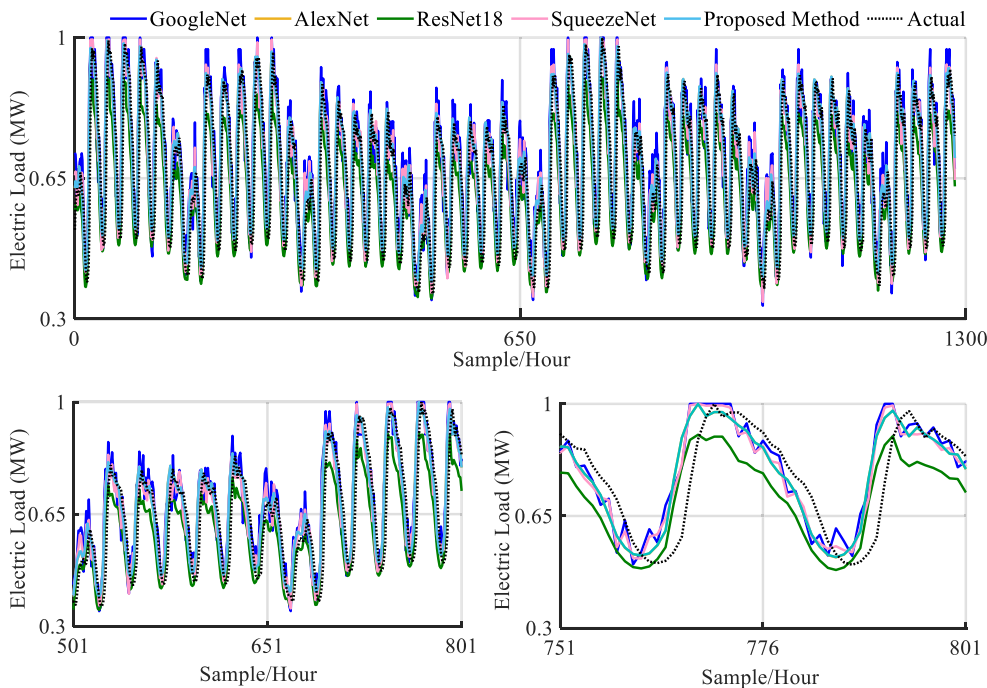 GoogleNet AlexNet ResNet18 SqueezeNet Proposed Method Actual
1
0.65
0.3
Electric Load (MW)
0 650 1300
Sample/Hour
1
0.65
0.3
Electric Load (MW)
501 651 801
Sample/Hour
1
0.65
0.3
Electric Load (MW)
751 776 801
Sample/Hour